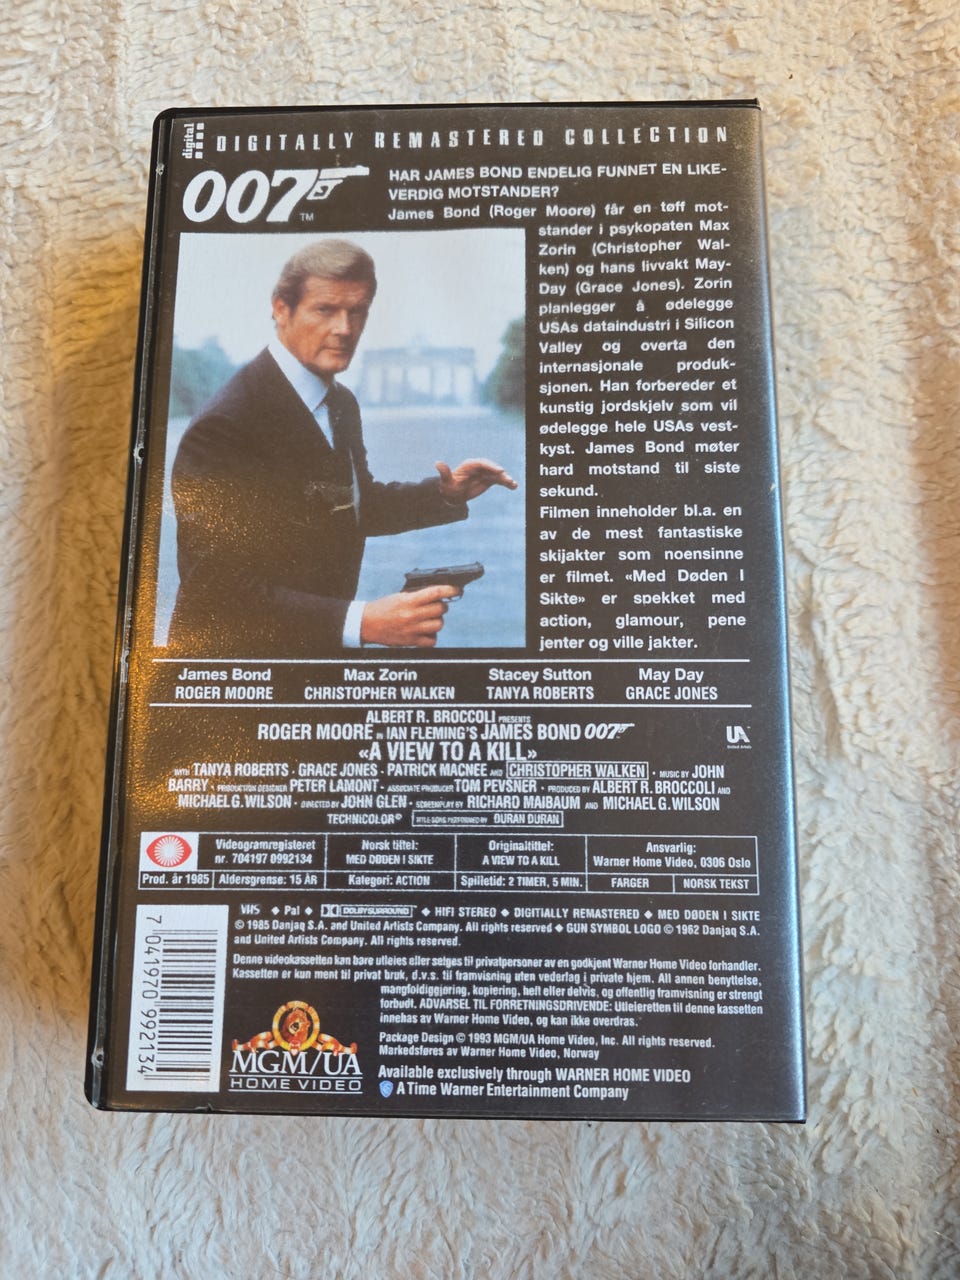 digital
DIGITALLY REMASTERED COLLECTION
007
TM
HAR JAMES BOND ENDELIG FUNNET EN LIKE-
VERDIG MOTSTANDER?
James Bond (Roger Moore) får en tøff mot-
stander i psykopaten Max
Zorin (Christopher Wal-
ken) og hans livvakt May-
Day (Grace Jones). Zorin
planlegger å ødelegge
USAs dataindustri i Silicon
Valley og overta den
internasjonale produk-
sjonen. Han forbereder et
kunstig jordskjelv som vil
ødelegge hele USAs vest-
kyst. James Bond møter
hard motstand til siste
sekund.
Filmen inneholder bl.a. en
av de mest fantastiske
skijakter som noensinne
er filmet. «Med Døden I
Sikte» er spekket med
action, glamour, pene
jenter og ville jakter.
James Bond Max Zorin Stacey Sutton May Day
ROGER MOORE CHRISTOPHER WALKEN TANYA ROBERTS GRACE JONES
ALBERT R. BROCCOLI PRESENTS
ROGER MOORE IN IAN FLEMING'S JAMES BOND 007
«A VIEW TO A KILL»
UA
United Artists
WITH TANYA ROBERTS · GRACE JONES · PATRICK MACNEE AND CHRISTOPHER WALKEN · MUSIC BY JOHN
BARRY · PRODUCTION DESIGNER PETER LAMONT · ASSOCIATE PRODUCER TOM PEVSNER · PRODUCED BY ALBERT R. BROCCOLI AND
MICHAEL G. WILSON · DIRECTED BY JOHN GLEN · SCREENPLAY BY RICHARD MAIBAUM AND MICHAEL G. WILSON
TECHNICOLOR® TITLE SONG PERFORMED BY DURAN DURAN
Videogramregisteret
nr. 704197 0992134
Norsk tittel:
MED DØDEN I SIKTE
Originaltittel:
A VIEW TO A KILL
Ansvarlig:
Warner Home Video, 0306 Oslo
Prod. år 1985 Aldersgrense: 15 ÅR Kategori: ACTION Spilletid: 2 TIMER, 5 MIN. FARGER NORSK TEKST
VHS ◆ Pal ◆ DOLBY SURROUND ◆ HIFI STEREO ◆ DIGITIALLY REMASTERED ◆ MED DØDEN I SIKTE
© 1985 Danjaq S.A. and United Artists Company. All rights reserved ◆ GUN SYMBOL LOGO © 1962 Danjaq S.A.
and United Artists Company. All rights reserved.
Denne videokassetten kan bare utleies eller selges til privatpersoner av en godkjent Warner Home Video forhandler.
Kassetten er kun ment til privat bruk, d.v.s. til framvisning uten vederlag i private hjem. All annen benyttelse,
mangfoldiggjøring, kopiering, helt eller delvis, og offentlig framvisning er strengt
forbudt. ADVARSEL TIL FORRETNINGSDRIVENDE: Utleieretten til denne kassetten
innehas av Warner Home Video, og kan ikke overdras.
Package Design © 1993 MGM/UA Home Video, Inc. All rights reserved.
Markedsføres av Warner Home Video, Norway
Available exclusively through WARNER HOME VIDEO
A Time Warner Entertainment Company
MGM/UA
HOME VIDEO
7 041970 992134